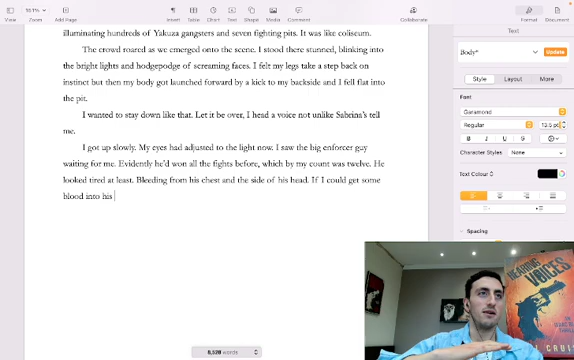 View
Zoom
Add Page
Insert
Table
Chart
Text
Shape
Media
Comment
Collaborate
Format
Document
illuminating hundreds of Yakuza gangsters and seven fighting pits. It was like coliseum.
The crowd roared as we emerged onto the scene. I stood there stunned, blinking into
the bright lights and hodgepodge of screaming faces. I felt my legs take a step back on
instinct but then my body got launched forward by a kick to my backside and I fell flat into
the pit.
I wanted to stay down like that. Let it be over, I head a voice not unlike Sabrina's tell
me.
I got up slowly. My eyes had adjusted to the light now. I saw the big enforcer guy
waiting for me. Evidently he'd won all the fights before, which by my count was twelve. He
looked tired at least. Bleeding from his chest and the side of his head. If I could get some
blood into his
words
Text
Body*
Update
Style
Layout
More
Font
Garamond
Regular
13.5 pt
B I U S
Character Styles
None
Text Colour
Spacing
HEARING
VOICES